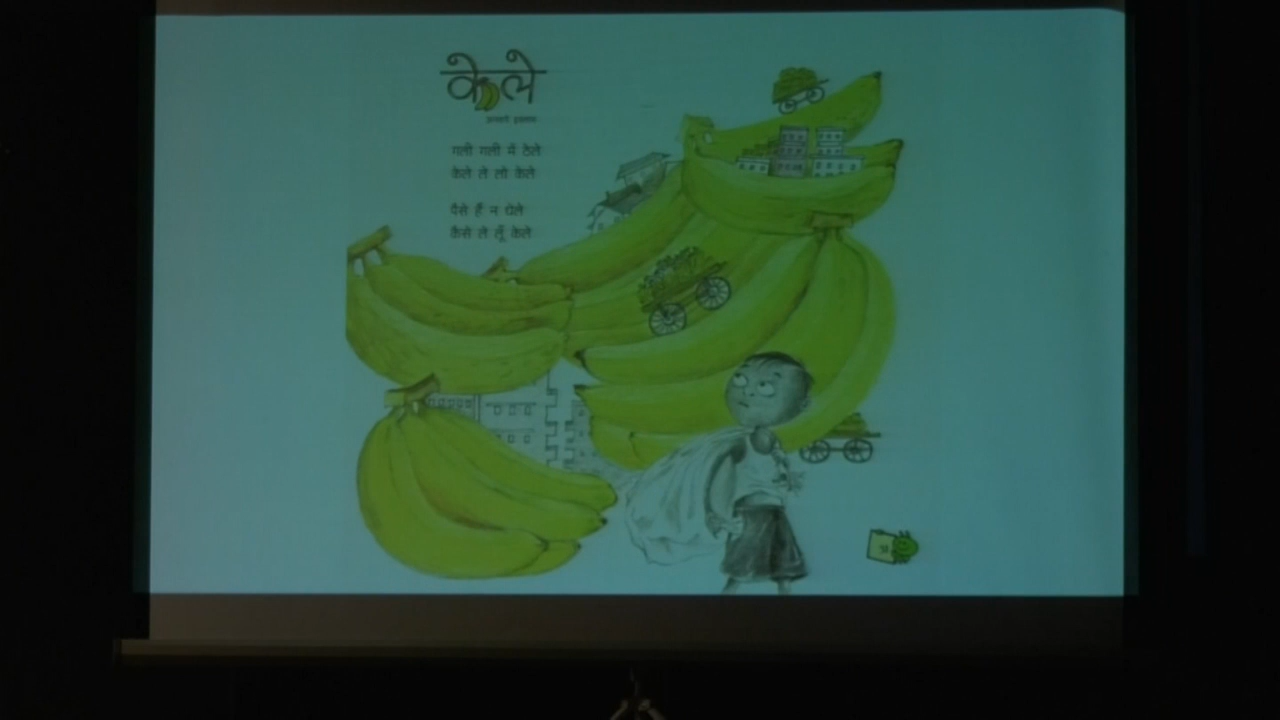 केले
गली गली में ठेले
केले ले लो केले
पैसे हैं न धेले
कैसे ले लूँ केले